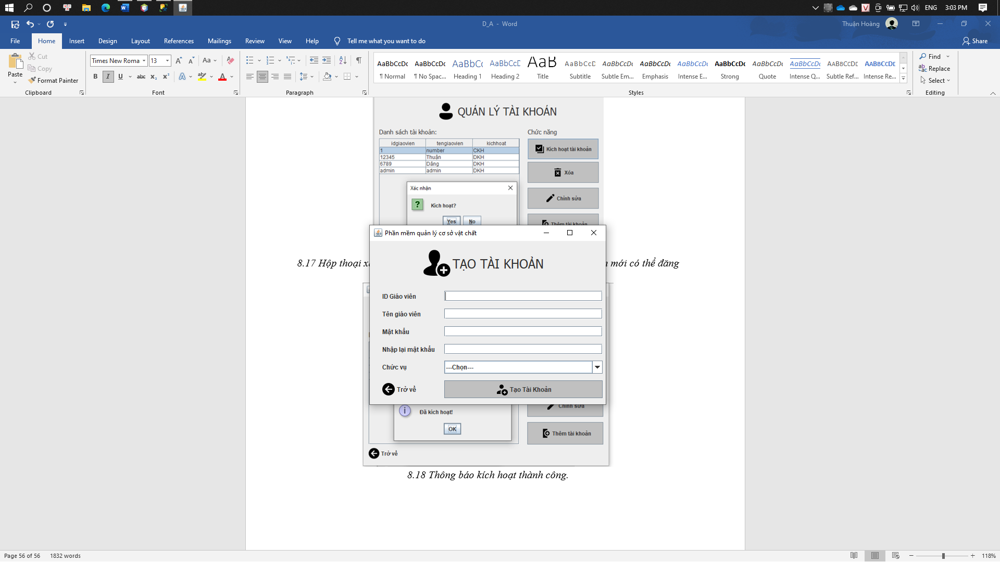 ENG 3:03 PM
D_A - Word
Thuận Hoàng
File Home Insert Design Layout References Mailings Review View Help Tell me what you want to do Share
Paste
Cut
Copy
Format Painter
Clipboard
Times New Roma 13
Font
Paragraph
AaBbCcDc AaBbCcDc AaBbCc AaBbCcD AaB AaBbCcD AaBbCcDc AaBbCcDc AaBbCcDc AaBbCcDc AaBbCcDc AaBbCcDc AABBCCDD AABBCCDD
¶ Normal ¶ No Spac... Heading 1 Heading 2 Title Subtitle Subtle Em... Emphasis Intense E... Strong Quote Intense Q... Subtle Ref... Intense Re...
Styles
Find
Replace
Select
Editing
QUẢN LÝ TÀI KHOẢN
Danh sách tài khoản:
Chức năng
idgiaovien tengiaovien kichhoat
1 number CKH
12345 Thuận DKH
6789 Dăng DKH
admin admin DKH
Kích hoạt tài khoản
Xóa
Chỉnh sửa
Thêm tài khoản
Xác nhận
Kích hoạt?
Yes No
8.17 Hộp thoại
mới có thể đăng
Phần mềm quản lý cơ sở vật chất
TẠO TÀI KHOẢN
ID Giáo viên
Tên giáo viên
Mật khẩu
Nhập lại mật khẩu
Chức vụ ---Chọn---
Trở về Tạo Tài Khoản
Chỉnh sửa
Đã kích hoạt!
OK
Thêm tài khoản
Trở về
8.18 Thông báo kích hoạt thành công.
Page 56 of 56 1832 words
118%